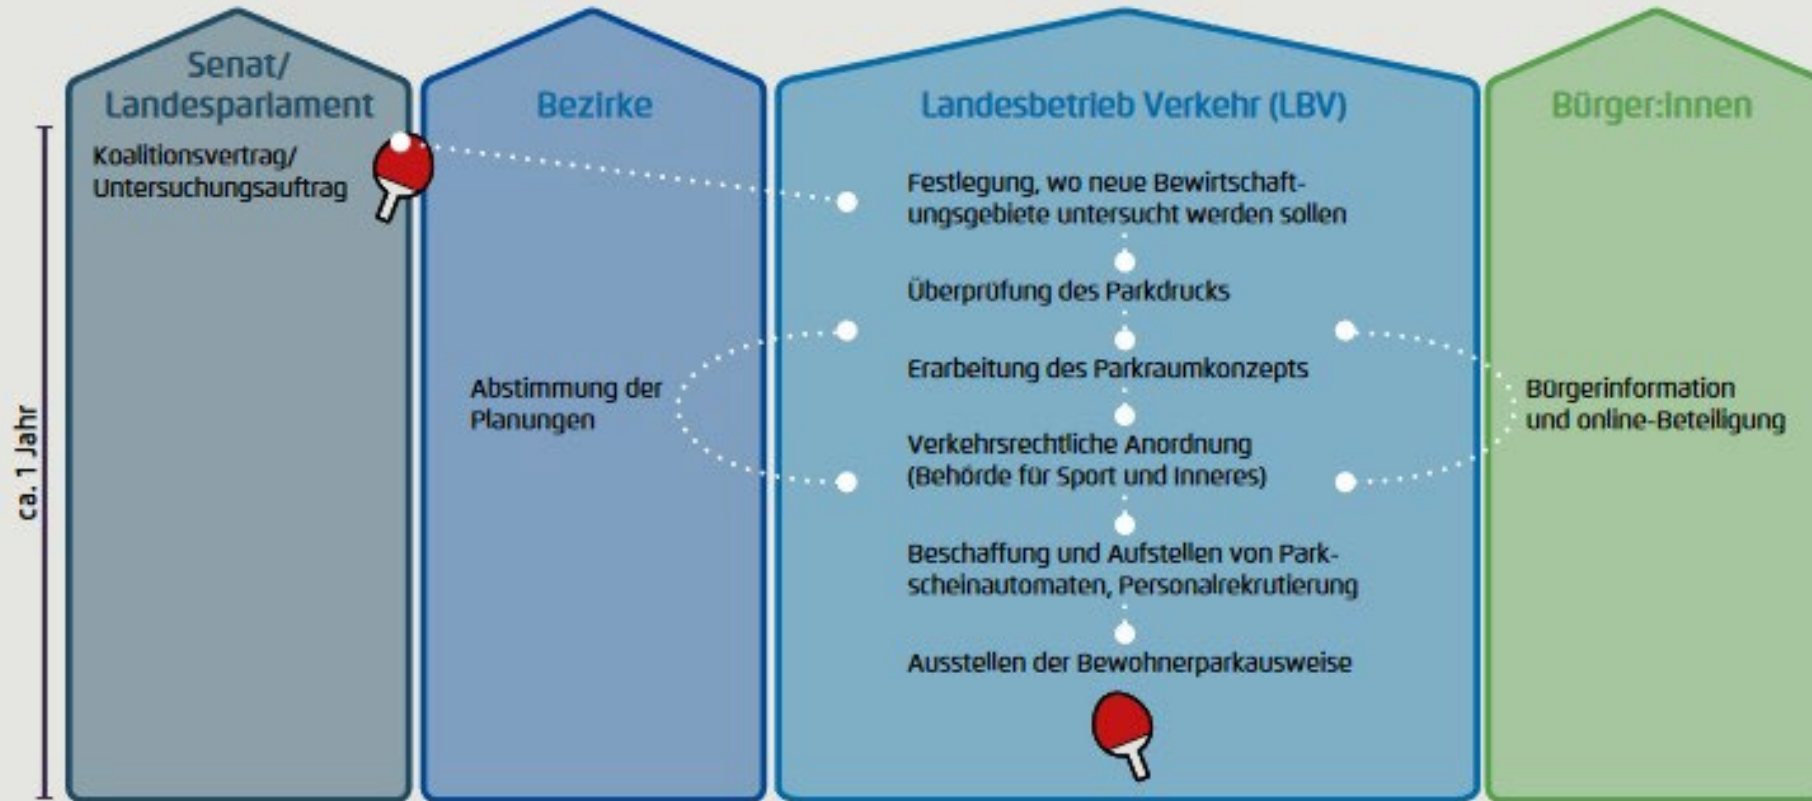 Senat/
Landesparlament
Koalitionsvertrag/
Untersuchungsauftrag
Bezirke
Abstimmung der
Planungen
Landesbetrieb Verkehr (LBV)
Festlegung, wo neue Bewirtschaft-
ungsgebiete untersucht werden sollen
Überprüfung des Parkdrucks
Erarbeitung des Parkraumkonzepts
Verkehrsrechtliche Anordnung
(Behörde für Sport und Inneres)
Beschaffung und Aufstellen von Park-
scheinautomaten, Personalrekrutierung
Ausstellen der Bewohnerparkausweise
Bürger:innen
Bürgerinformation
und online-Beteiligung
ca. 1 Jahr